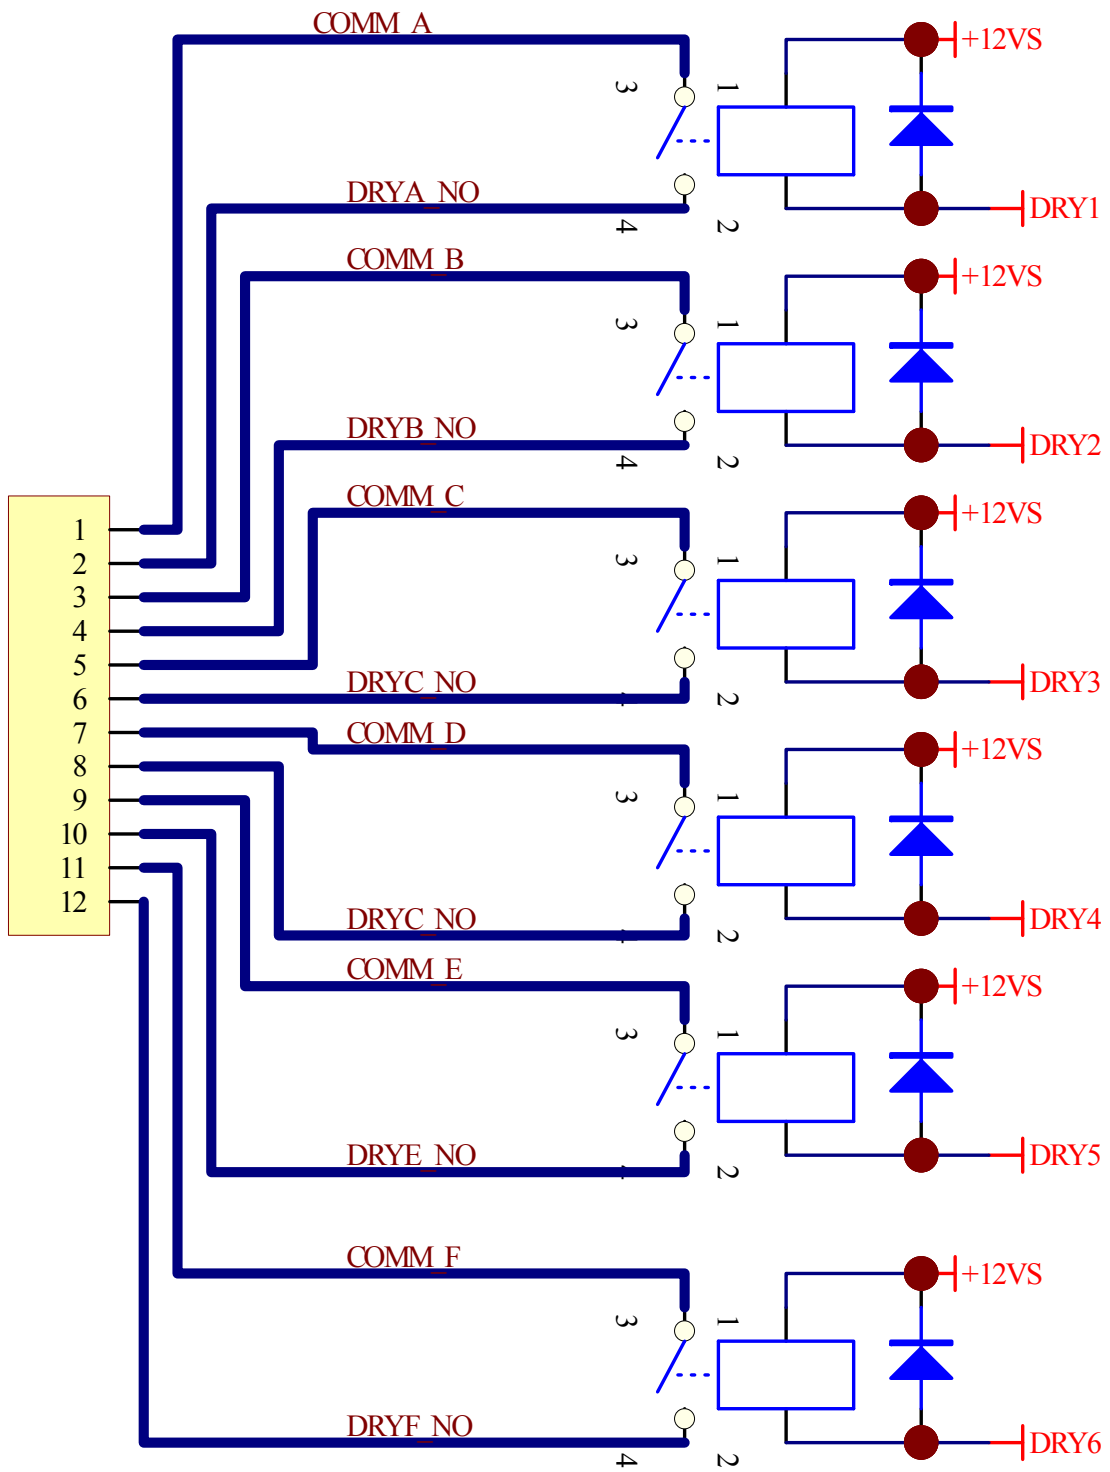 COMM_A
3
1
+12VS
DRYA_NO
4
2
DRY1
COMM_B
3
1
+12VS
DRYB_NO
4
2
DRY2
COMM_C
3
1
+12VS
DRYC_NO
2
DRY3
COMM_D
3
1
+12VS
DRYC_NO
2
DRY4
COMM_E
3
1
+12VS
DRYE_NO
2
DRY5
COMM_F
3
1
+12VS
DRYF_NO
4
2
DRY6
1
2
3
4
5
6
7
8
9
10
11
12